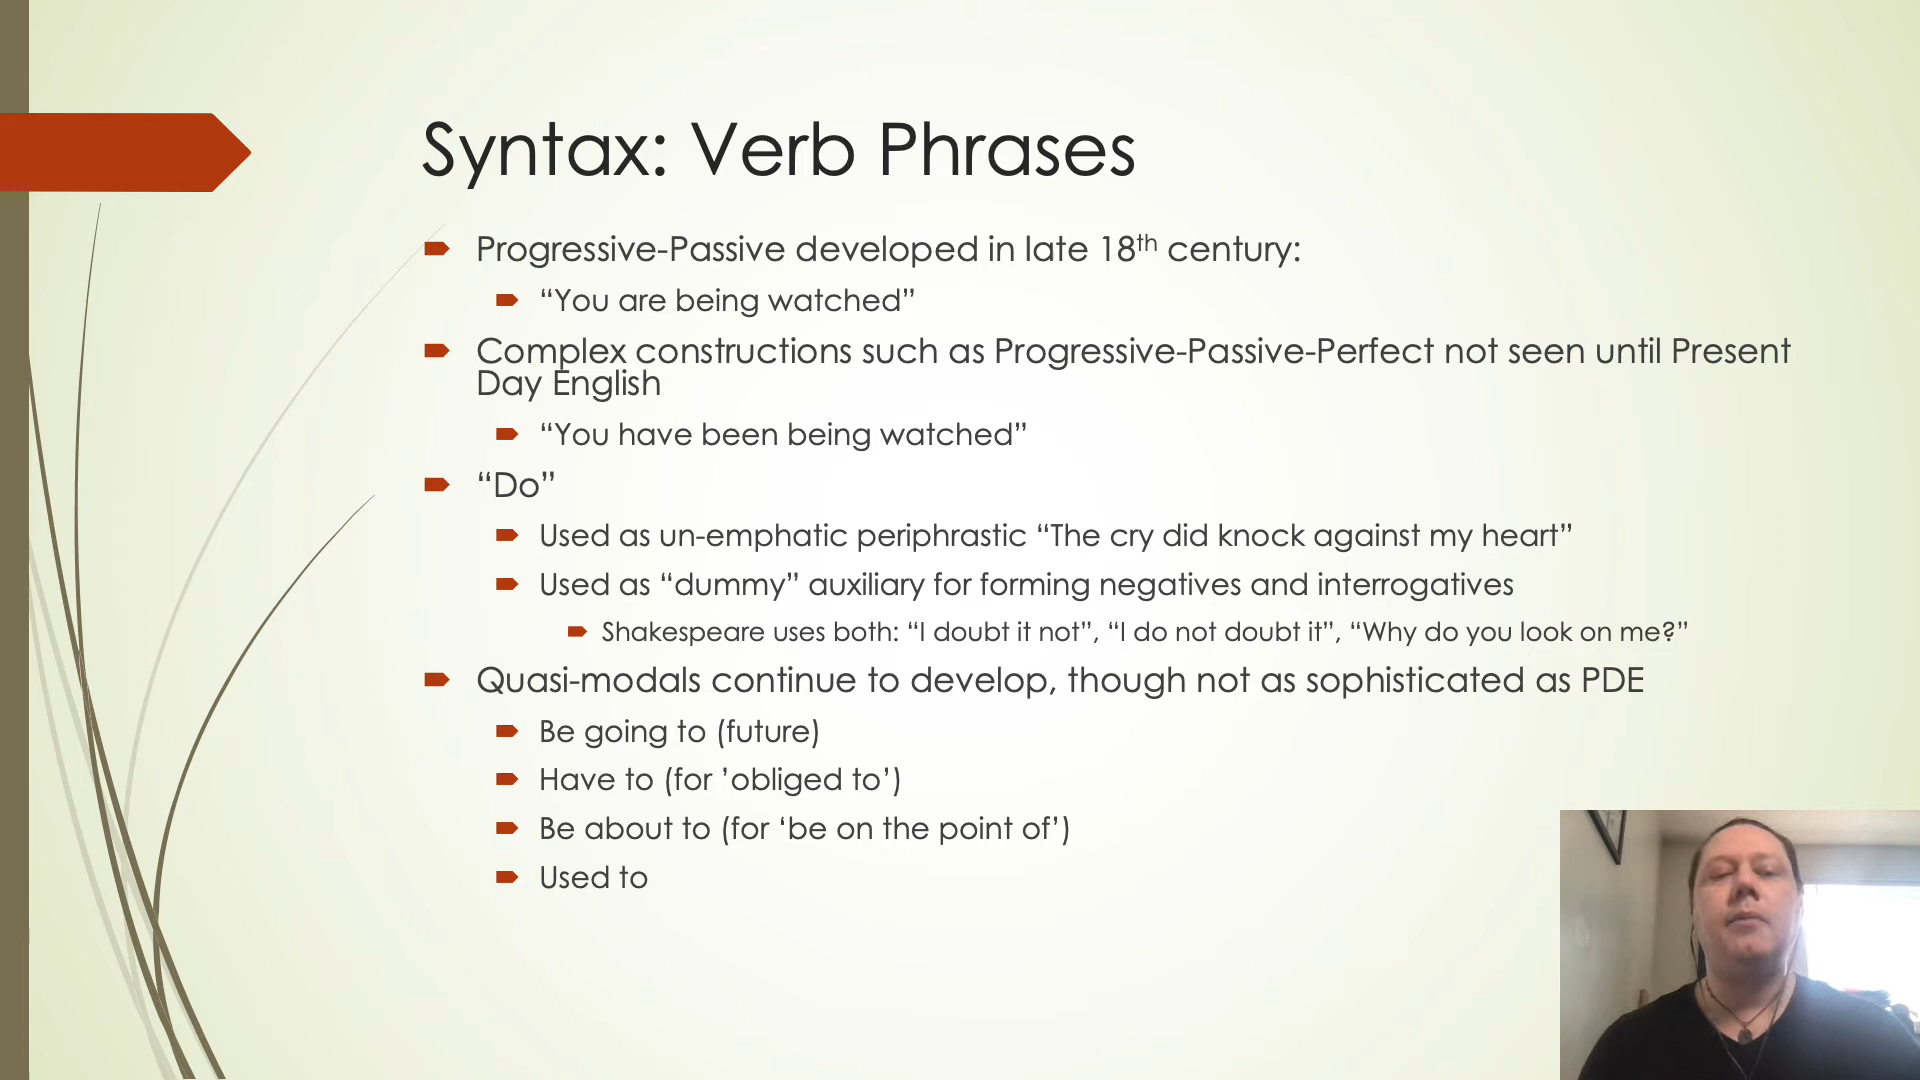 Syntax: Verb Phrases
Progressive-Passive developed in late 18th century:
“You are being watched”
Complex constructions such as Progressive-Passive-Perfect not seen until Present
Day English
“You have been being watched”
“Do”
Used as un-emphatic periphrastic “The cry did knock against my heart”
Used as “dummy” auxiliary for forming negatives and interrogatives
Shakespeare uses both: “I doubt it not”, “I do not doubt it”, “Why do you look on me?”
Quasi-modals continue to develop, though not as sophisticated as PDE
Be going to (future)
Have to (for ’obliged to’)
Be about to (for ‘be on the point of’)
Used to